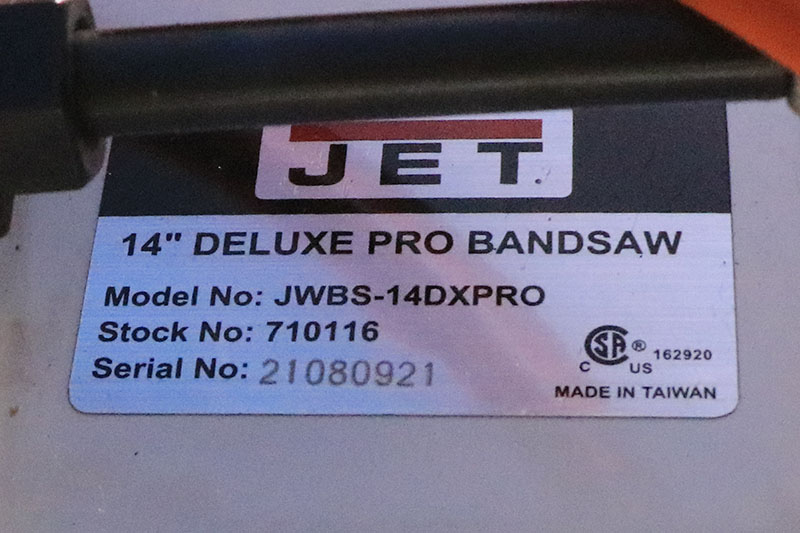 JET
14" DELUXE PRO BANDSAW
Model No: JWBS-14DXPRO
Stock No: 710116
Serial No: 21080921
CSA ® 162920
C US
MADE IN TAIWAN